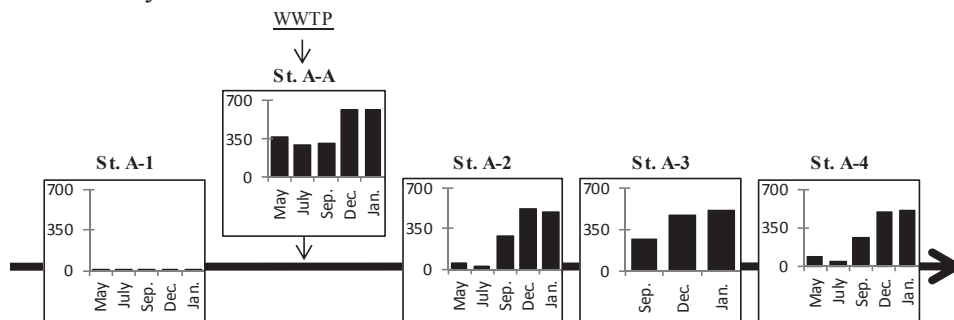 WWTP
St. A-A
700
350
0
May
July
Sep.
Dec.
Jan.
St. A-1
700
350
0
May
July
Sep.
Dec.
Jan.
St. A-2
700
350
0
May
July
Sep.
Dec.
Jan.
St. A-3
700
350
0
Sep.
Dec.
Jan.
St. A-4
700
350
0
May
July
Sep.
Dec.
Jan.